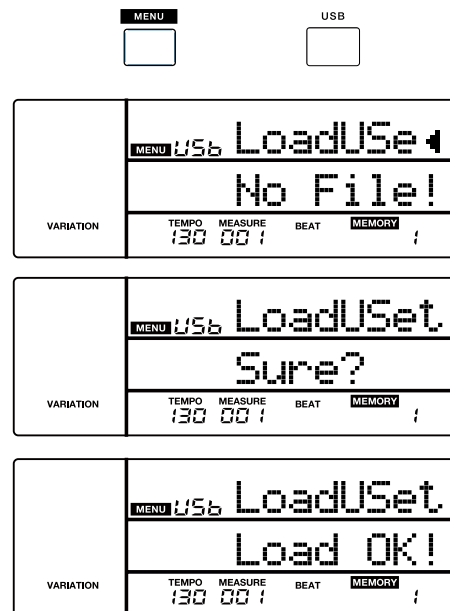 MENU USB
MENU USb LoadUSe
No File!
VARIATION TEMPO MEASURE BEAT MEMORY
130 001 1
MENU USb LoadUSet
Sure?
VARIATION TEMPO MEASURE BEAT MEMORY
130 001 1
MENU USb LoadUSet
Load OK!
VARIATION TEMPO MEASURE BEAT MEMORY
130 001 1